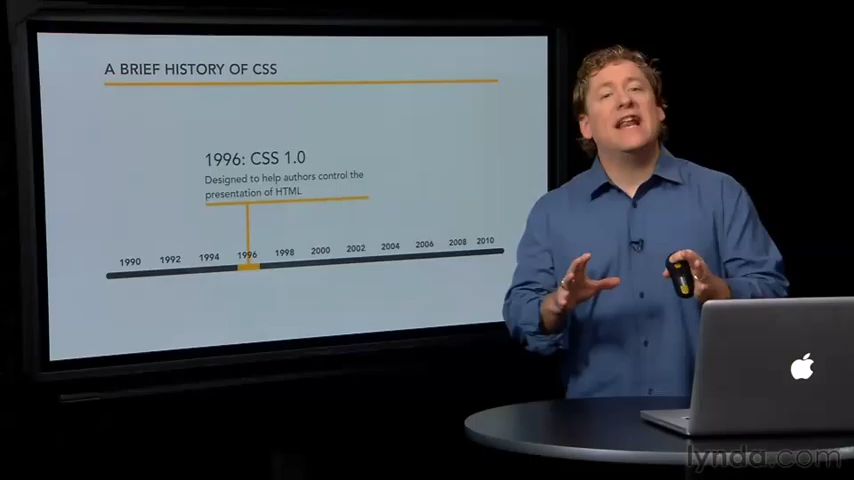 A BRIEF HISTORY OF CSS
1996: CSS 1.0
Designed to help authors control the
presentation of HTML
1990 1992 1994 1996 1998 2000 2002 2004 2006 2008 2010
lynda.com